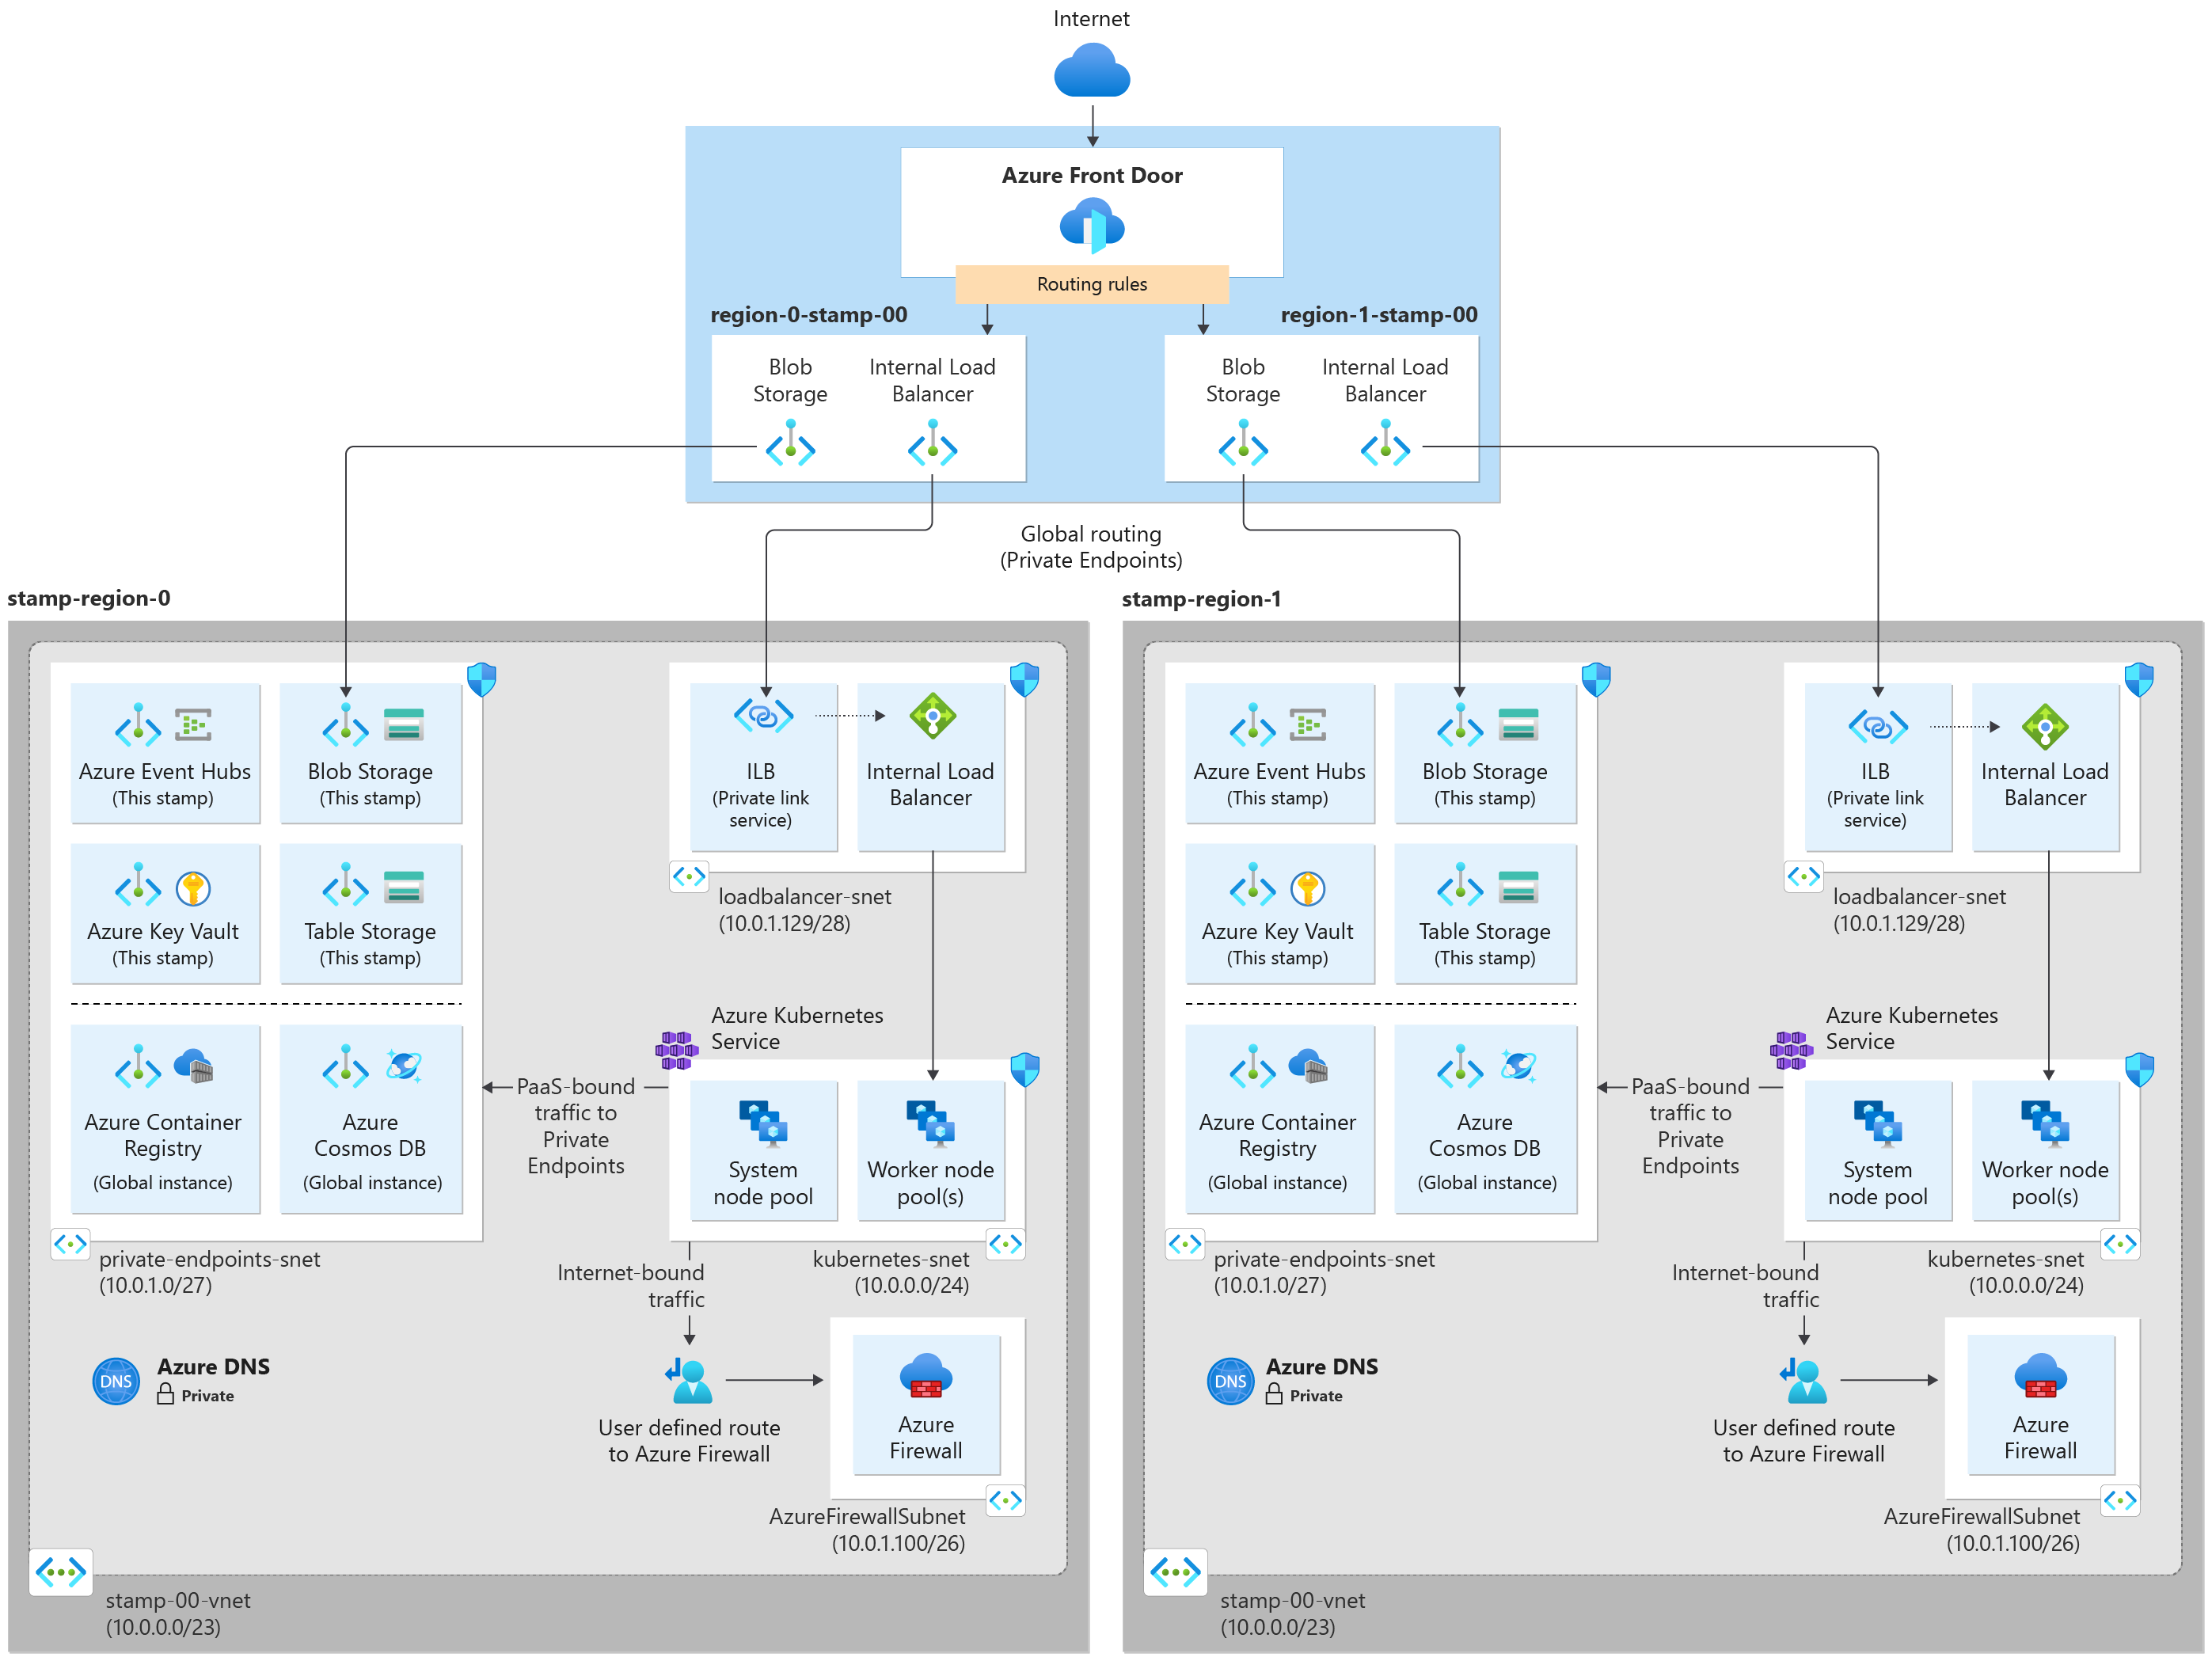 Internet
Azure Front Door
Routing rules
region-0-stamp-00
region-1-stamp-00
Blob
Storage
Internal Load
Balancer
Blob
Storage
Internal Load
Balancer
Global routing
(Private Endpoints)
stamp-region-0
Azure Event Hubs
(This stamp)
Blob Storage
(This stamp)
ILB
(Private link
service)
Internal Load
Balancer
loadbalancer-snet
(10.0.1.129/28)
Azure Key Vault
(This stamp)
Table Storage
(This stamp)
Azure Kubernetes
Service
Azure Container
Registry
(Global instance)
Azure
Cosmos DB
(Global instance)
PaaS-bound
traffic to
Private
Endpoints
System
node pool
Worker node
pool(s)
private-endpoints-snet
(10.0.1.0/27)
kubernetes-snet
(10.0.0.0/24)
Internet-bound
traffic
DNS
Azure DNS
Private
User defined route
to Azure Firewall
Azure
Firewall
AzureFirewallSubnet
(10.0.1.100/26)
stamp-00-vnet
(10.0.0.0/23)
stamp-region-1
Azure Event Hubs
(This stamp)
Blob Storage
(This stamp)
ILB
(Private link
service)
Internal Load
Balancer
loadbalancer-snet
(10.0.1.129/28)
Azure Key Vault
(This stamp)
Table Storage
(This stamp)
Azure Kubernetes
Service
Azure Container
Registry
(Global instance)
Azure
Cosmos DB
(Global instance)
PaaS-bound
traffic to
Private
Endpoints
System
node pool
Worker node
pool(s)
private-endpoints-snet
(10.0.1.0/27)
kubernetes-snet
(10.0.0.0/24)
Internet-bound
traffic
DNS
Azure DNS
Private
User defined route
to Azure Firewall
Azure
Firewall
AzureFirewallSubnet
(10.0.1.100/26)
stamp-00-vnet
(10.0.0.0/23)